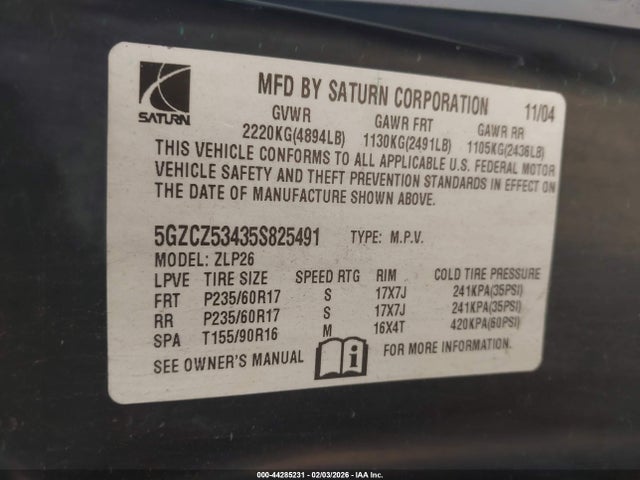 MFD BY SATURN CORPORATION 11/04
SATURN
GVWR GAWR FRT GAWR RR
2220KG(4894LB) 1130KG(2491LB) 1105KG(2436LB)
THIS VEHICLE CONFORMS TO ALL APPLICABLE U.S. FEDERAL MOTOR
VEHICLE SAFETY AND THEFT PREVENTION STANDARDS IN EFFECT ON
THE DATE OF MANUFACTURE SHOWN ABOVE.
5GZCZ53435S825491 TYPE: M.P.V.
MODEL: ZLP26
LPVE TIRE SIZE SPEED RTG RIM COLD TIRE PRESSURE
FRT P235/60R17 S 17X7J 241KPA(35PSI)
RR P235/60R17 S 17X7J 241KPA(35PSI)
SPA T155/90R16 M 16X4T 420KPA(60PSI)
SEE OWNER'S MANUAL FOR MORE INFORMATION.
000-44285231 - 02/03/2026 - IAA Inc.